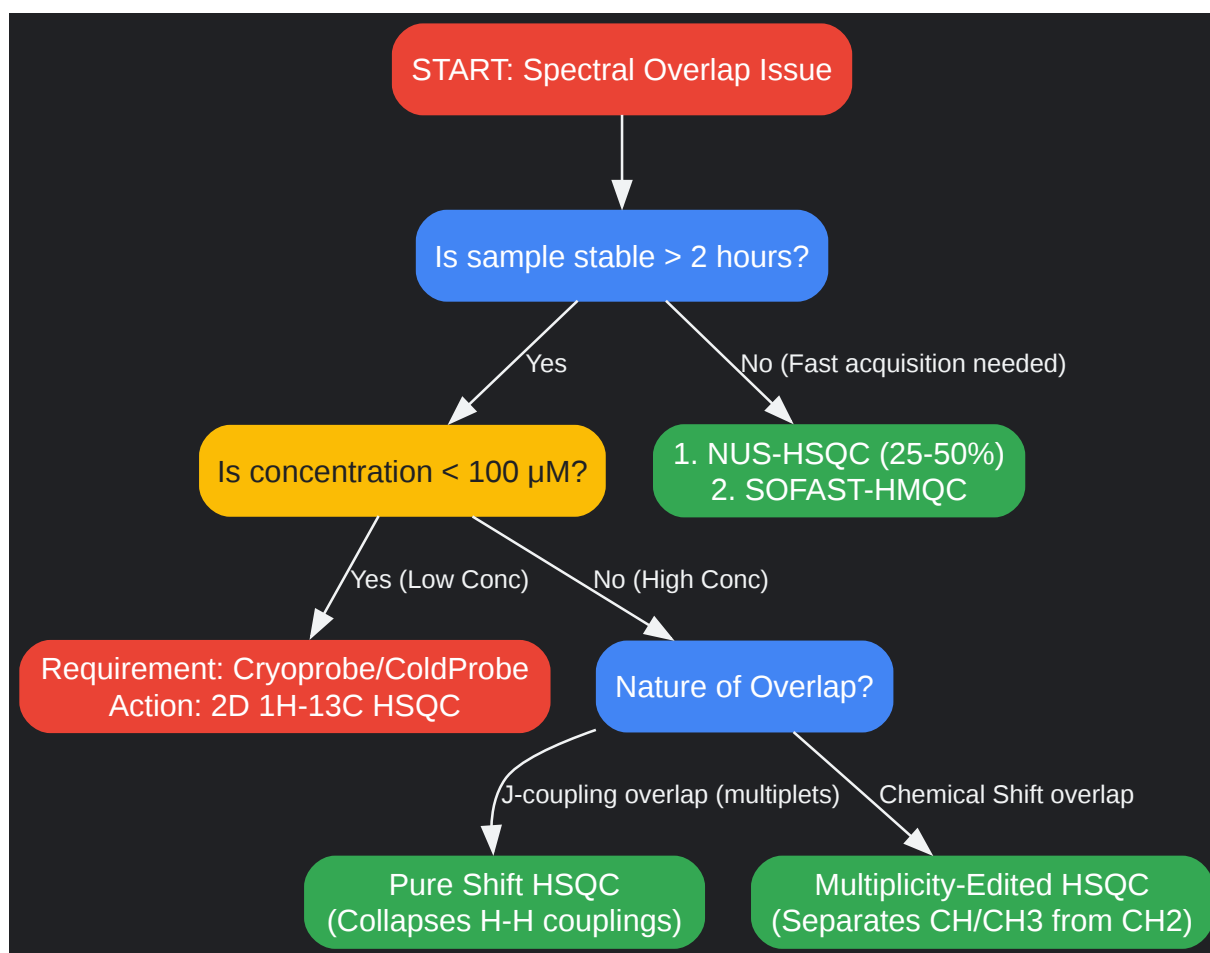 START: Spectral Overlap Issue
Is sample stable > 2 hours?
Yes
No (Fast acquisition needed)
Is concentration < 100 μM?
1. NUS-HSQC (25-50%)
2. SOFAST-HMQC
Yes (Low Conc)
No (High Conc)
Requirement: Cryoprobe/ColdProbe
Action: 2D 1H-13C HSQC
Nature of Overlap?
J-coupling overlap (multiplets)
Chemical Shift overlap
Pure Shift HSQC
(Collapses H-H couplings)
Multiplicity-Edited HSQC
(Separates CH/CH3 from CH2)